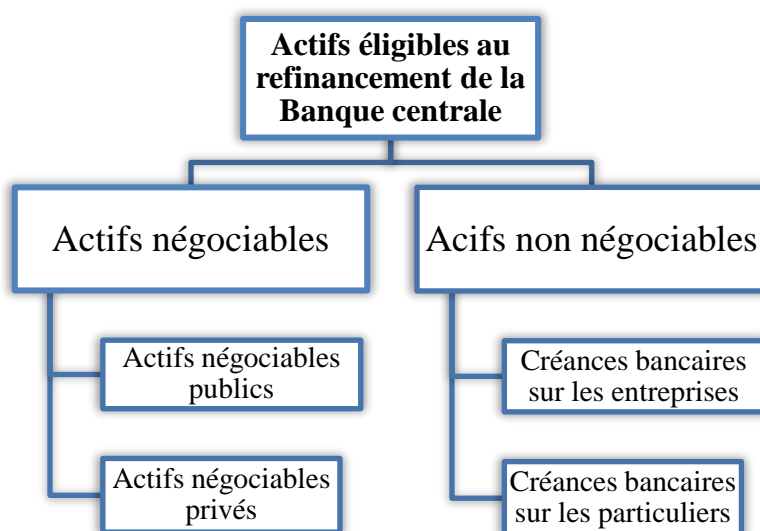 Actifs éligibles au
refinancement de la
Banque centrale
Actifs négociables
Acifs non négociables
Actifs négociables
publics
Créances bancaires
sur les entreprises
Actifs négociables
privés
Créances bancaires
sur les particuliers